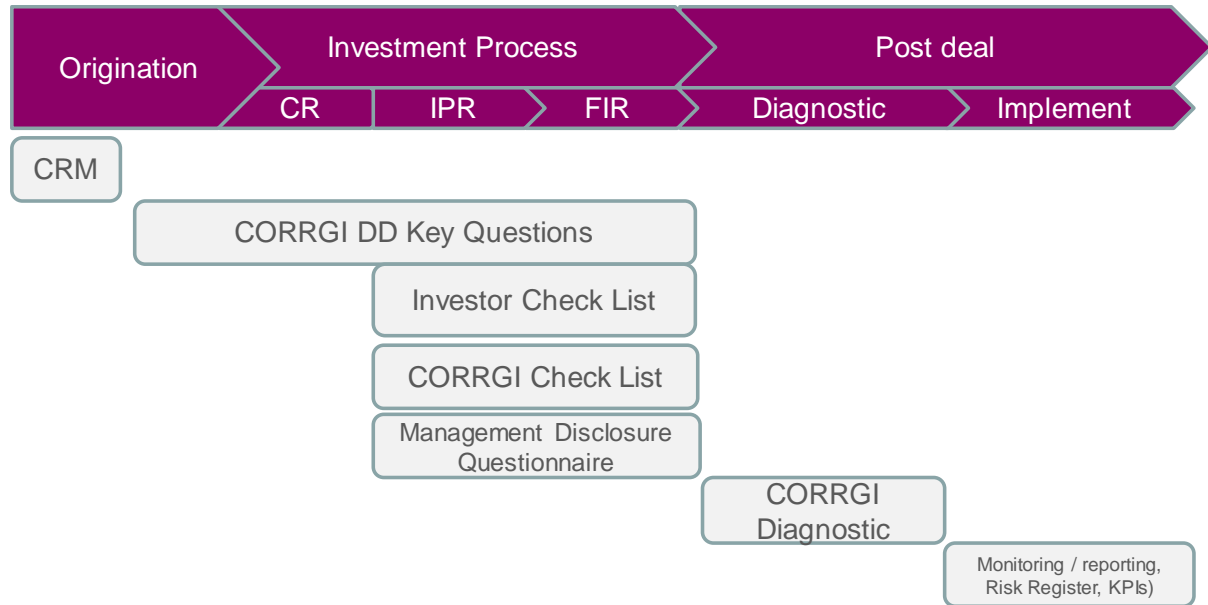 Origination
Investment Process
Post deal
CR
IPR
FIR
Diagnostic
Implement
CRM
CORRGI DD Key Questions
Investor Check List
CORRGI Check List
Management Disclosure
Questionnaire
CORRGI
Diagnostic
Monitoring / reporting,
Risk Register, KPIs)